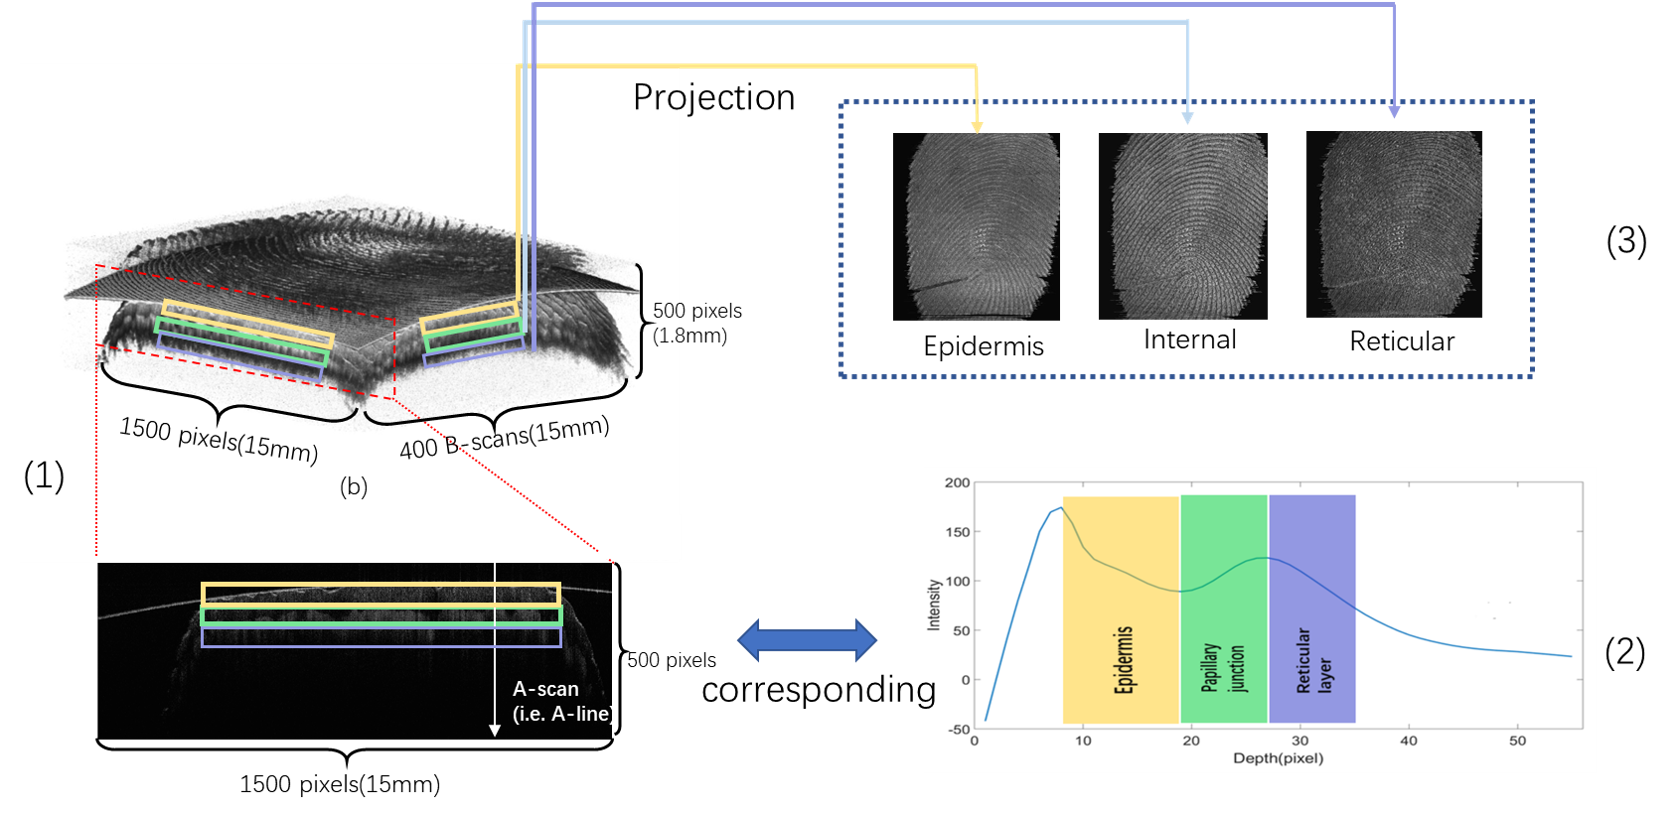 Projection
Epidermis
Internal
Reticular
(3)
500 pixels
(1.8mm)
1500 pixels(15mm)
400 B-scans(15mm)
(b)
(1)
A-scan
(i.e. A-line)
500 pixels
1500 pixels(15mm)
corresponding
200
150
100
50
0
-50
Intensity
Epidermis
Papillary
junction
Reticular
layer
0
10
20
30
40
50
Depth(pixel)
(2)